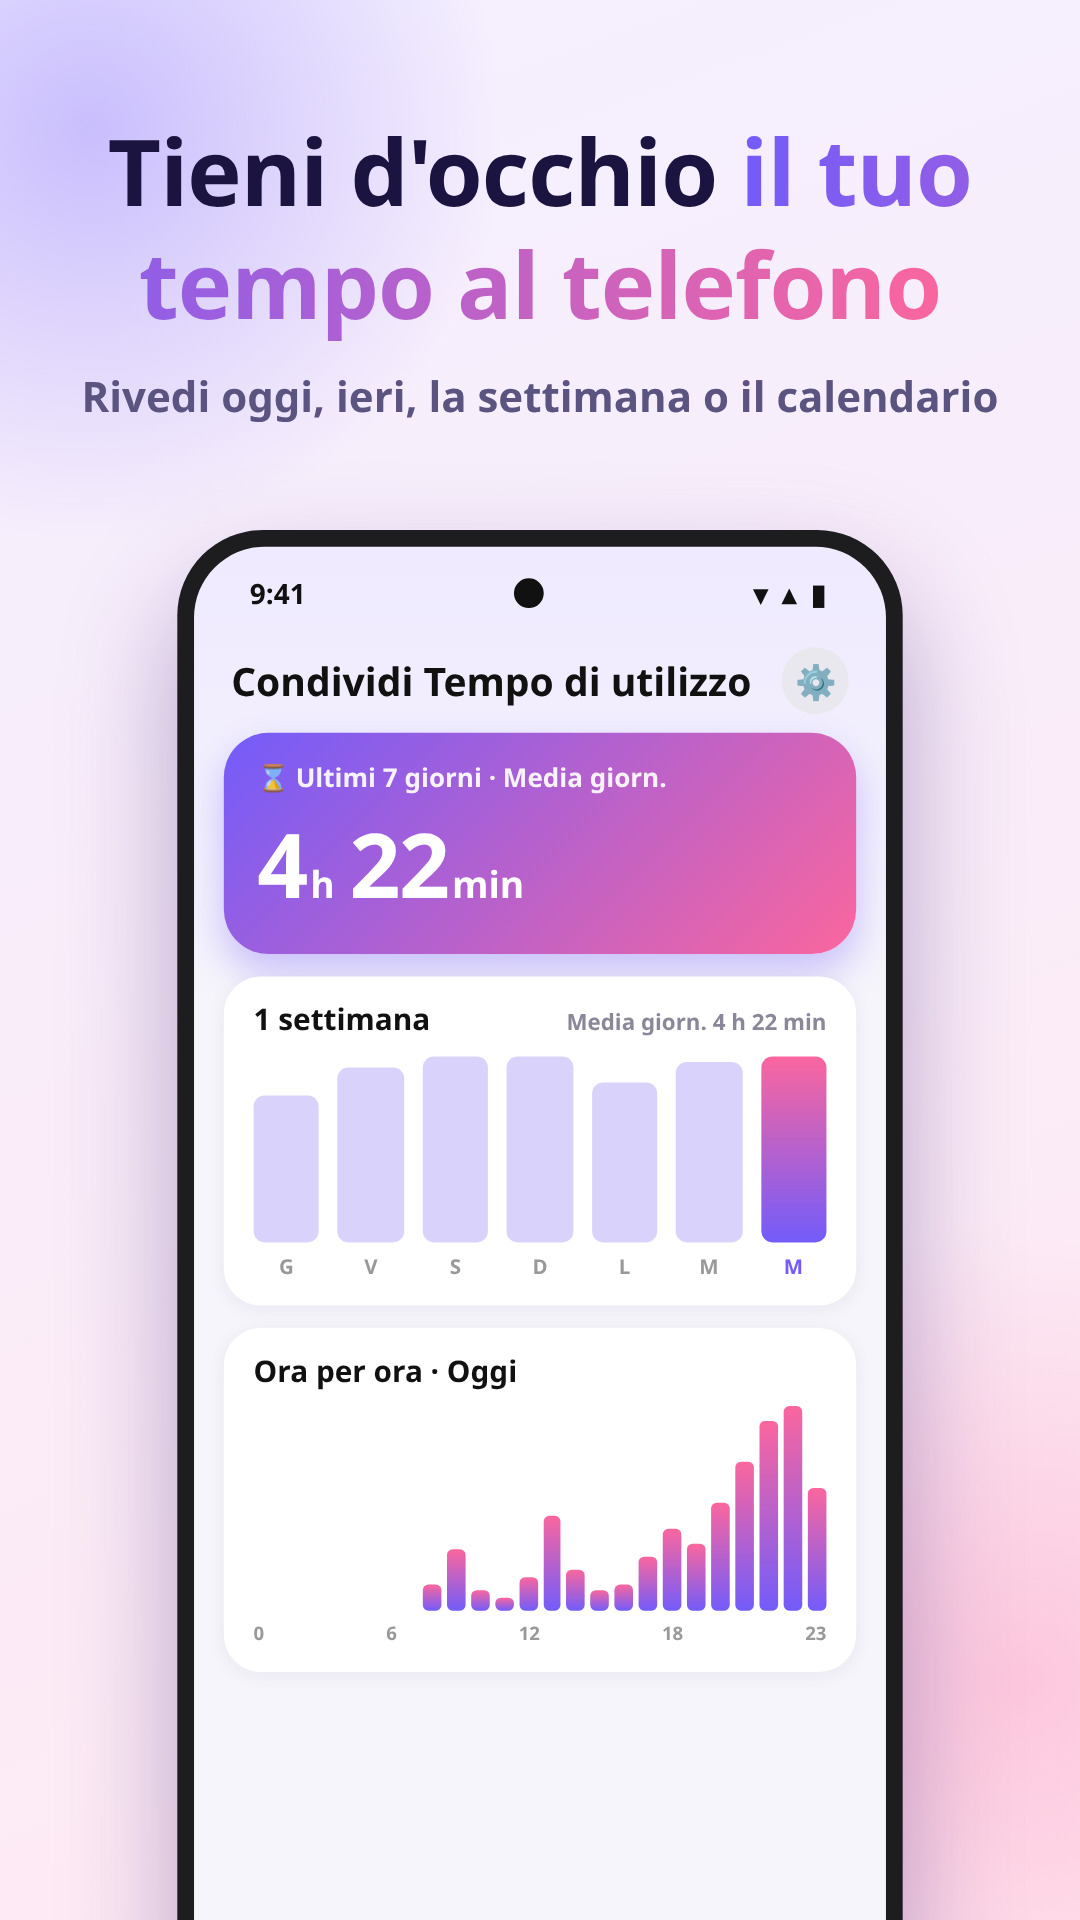 Tieni d'occhio il tuo
tempo al telefono
Rivedi oggi, ieri, la settimana o il calendario
9:41
Condividi Tempo di utilizzo
⌛ Ultimi 7 giorni · Media giorn.
4h 22min
1 settimana
Media giorn. 4 h 22 min
G V S D L M M
Ora per ora · Oggi
0 6 12 18 23